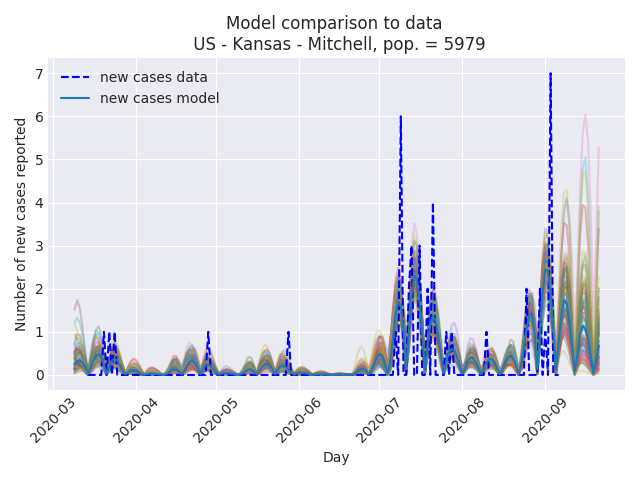 Model comparison to data
US - Kansas - Mitchell, pop. = 5979
new cases data
new cases model
Number of new cases reported
7
6
5
4
3
2
1
0
2020-03
2020-04
2020-05
2020-06
2020-07
2020-08
2020-09
Day